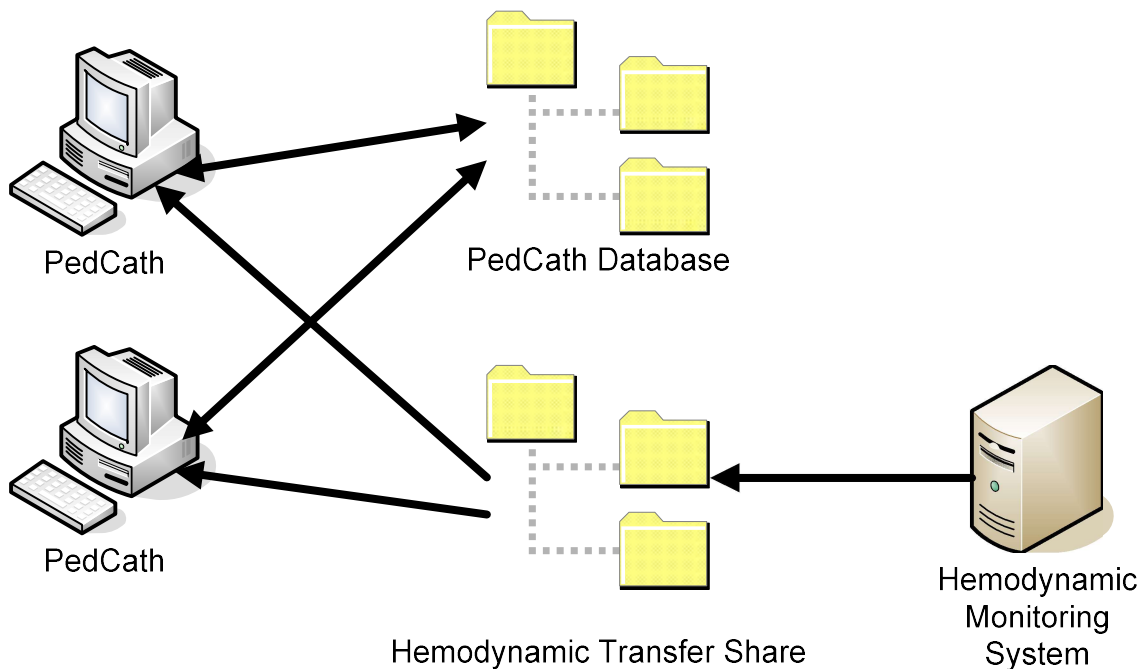 PedCath
PedCath Database
PedCath
Hemodynamic Transfer Share
Hemodynamic
Monitoring
System